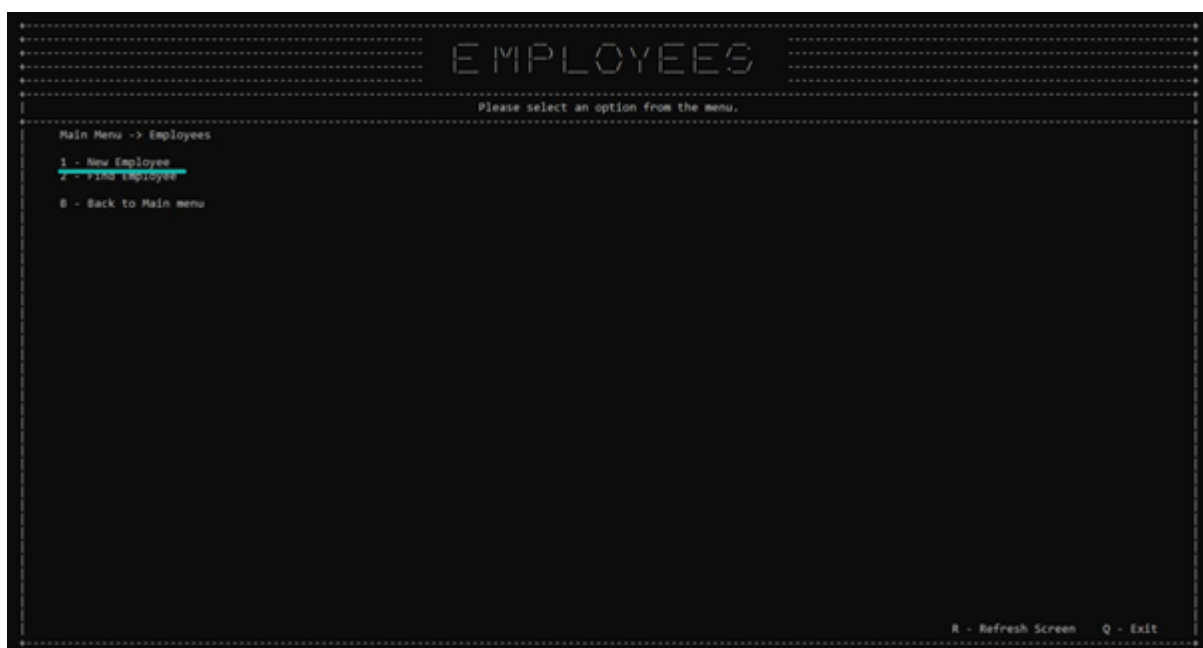 EMPLOYEES
Please select an option from the menu.
Main Menu -> Employees
1 - New Employee
2 - Find Employee
B - Back to Main menu
R - Refresh Screen Q - Exit